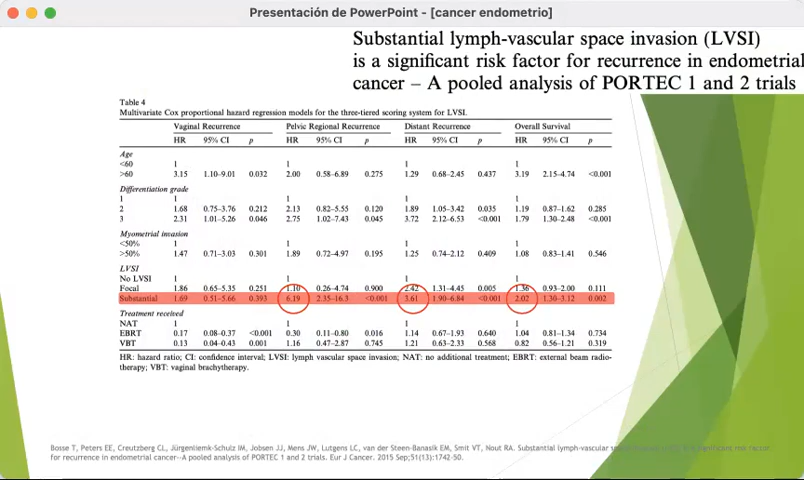 Presentación de PowerPoint - [cancer endometrio]
Substantial lymph-vascular space invasion (LVSI)
is a significant risk factor for recurrence in endometrial
cancer – A pooled analysis of PORTEC 1 and 2 trials
Table 4
Multivariate Cox proportional hazard regression models for the three-tiered scoring system for LVSI.
Vaginal Recurrence Pelvic Regional Recurrence Distant Recurrence Overall Survival
HR 95% CI p HR 95% CI p HR 95% CI p HR 95% CI p
Age
<60 1 1 1 1
>60 3.15 1.10-9.01 0.032 2.00 0.58-6.89 0.275 1.29 0.68-2.45 0.437 3.19 2.15-4.74 <0.001
Differentiation grade
1 1 1 1 1
2 1.68 0.75-3.76 0.212 2.13 0.82-5.55 0.120 1.89 1.05-3.42 0.035 1.19 0.87-1.62 0.285
3 2.31 1.01-5.26 0.046 2.75 1.02-7.43 0.045 3.72 2.12-6.53 <0.001 1.79 1.30-2.48 <0.001
Myometrial invasion
<50% 1 1 1 1
>50% 1.47 0.71-3.03 0.301 1.89 0.72-4.97 0.195 1.25 0.74-2.12 0.409 1.08 0.83-1.41 0.546
LVSI
No LVSI 1 1 1 1
Focal 1.86 0.65-5.35 0.251 1.10 0.26-4.74 0.900 2.42 1.31-4.45 0.005 1.36 0.93-2.00 0.111
Substantial 1.69 0.51-5.66 0.393 6.19 2.35-16.3 <0.001 3.61 1.90-6.84 <0.001 2.02 1.30-3.12 0.002
Treatment received
NAT 1 1 1 1
EBRT 0.17 0.08-0.37 <0.001 0.30 0.11-0.80 0.016 1.14 0.67-1.93 0.640 1.04 0.81-1.34 0.734
VBT 0.13 0.04-0.43 0.001 1.16 0.47-2.87 0.745 1.21 0.63-2.33 0.568 0.82 0.56-1.21 0.319
HR: hazard ratio; CI: confidence interval; LVSI: lymph vascular space invasion; NAT: no additional treatment; EBRT: external beam radio-
therapy; VBT: vaginal brachytherapy.
Bosse T, Peters EE, Creutzberg CL, Jürgenliemk-Schulz IM, Jobsen JJ, Mens JW, Lutgens LC, van der Steen-Banasik EM, Smit VT, Nout RA. Substantial lymph-vascular risk factor
for recurrence in endometrial cancer--A pooled analysis of PORTEC 1 and 2 trials. Eur J Cancer. 2015 Sep;51(13):1742-50.